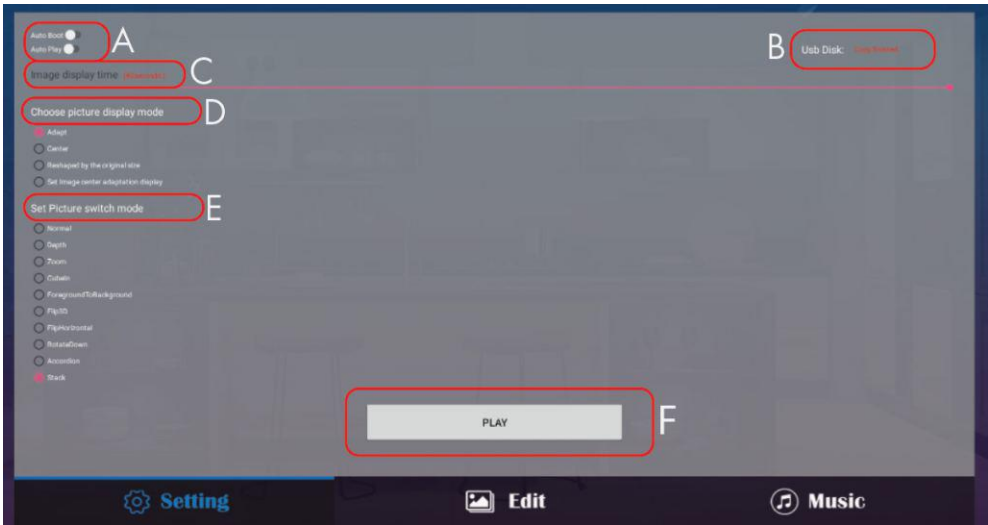 Auto Boot
Auto Play
A
B
Usb Disk:
Image display time
C
Choose picture display mode
D
Adapt
Center
Reshaped by the original size
Set Image center adaptation display
Set Picture switch mode
E
Normal
Depth
Zoom
CubeIn
ForegroundToBackground
Flip3D
FlipHorizontal
RotateDown
Accordion
Stack
PLAY
F
Setting
Edit
Music